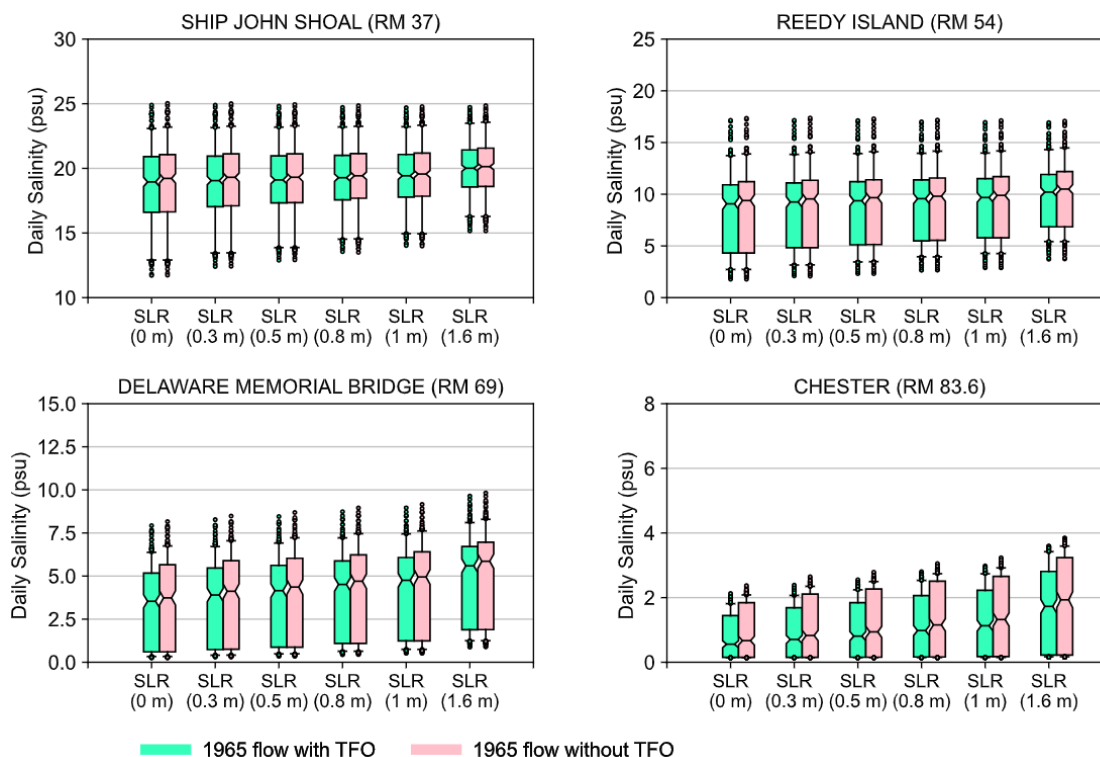 SHIP JOHN SHOAL (RM 37)
Daily Salinity (psu)
30
25
20
15
10
SLR SLR SLR SLR SLR SLR
(0 m) (0.3 m) (0.5 m) (0.8 m) (1 m) (1.6 m)
REEDY ISLAND (RM 54)
Daily Salinity (psu)
25
20
15
10
5
0
SLR SLR SLR SLR SLR SLR
(0 m) (0.3 m) (0.5 m) (0.8 m) (1 m) (1.6 m)
DELAWARE MEMORIAL BRIDGE (RM 69)
Daily Salinity (psu)
15.0
12.5
10.0
7.5
5.0
2.5
0.0
SLR SLR SLR SLR SLR SLR
(0 m) (0.3 m) (0.5 m) (0.8 m) (1 m) (1.6 m)
CHESTER (RM 83.6)
Daily Salinity (psu)
8
6
4
2
0
SLR SLR SLR SLR SLR SLR
(0 m) (0.3 m) (0.5 m) (0.8 m) (1 m) (1.6 m)
1965 flow with TFO
1965 flow without TFO